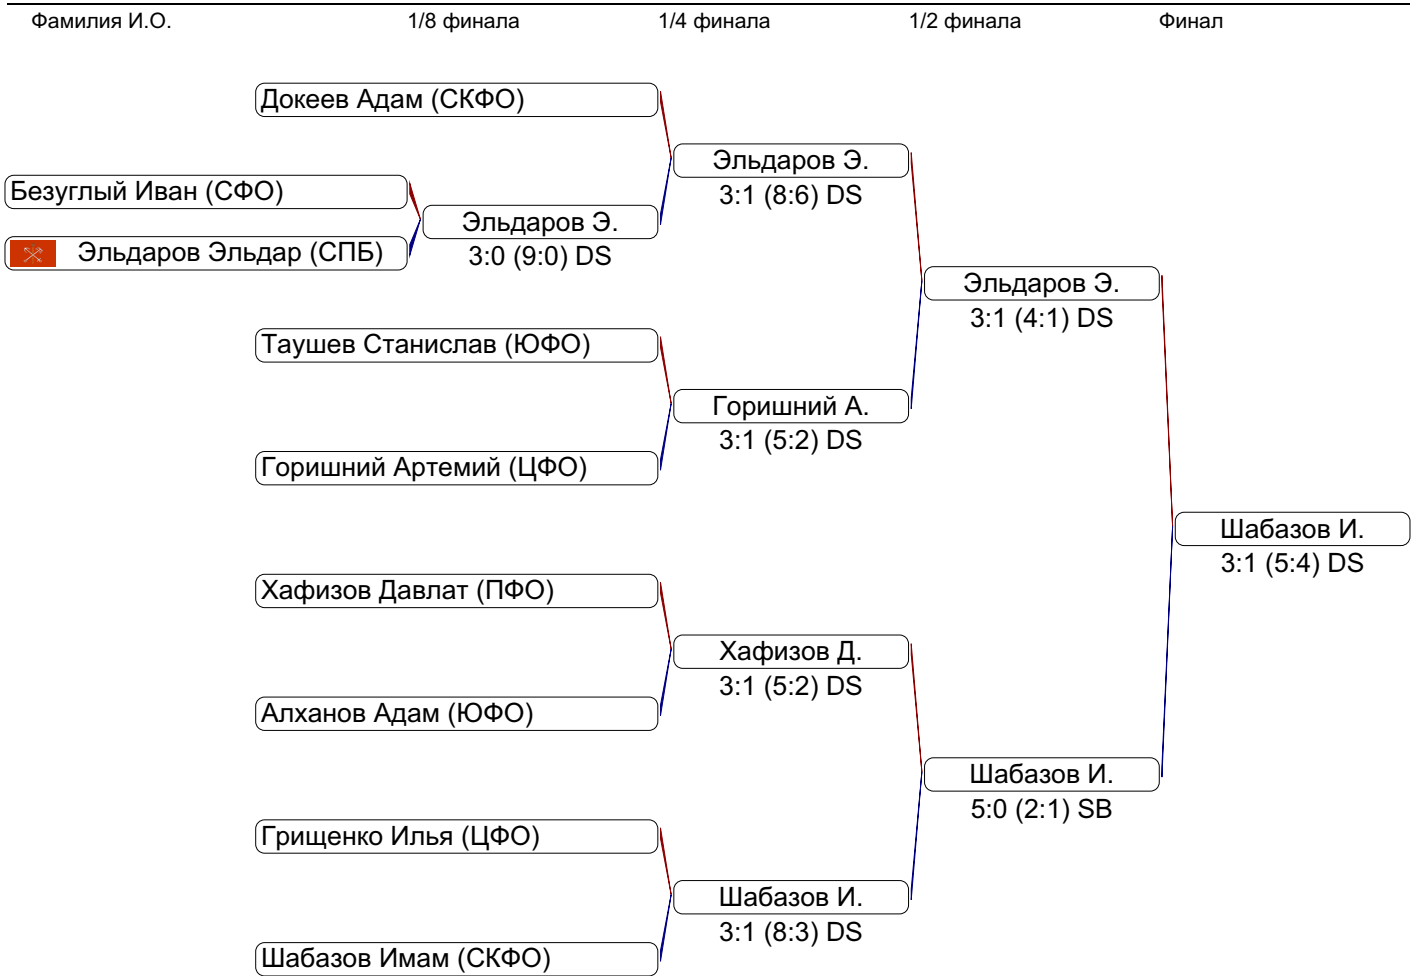 Фамилия И.О. 1/8 финала 1/4 финала 1/2 финала Финал
Докеев Адам (СКФО)
Эльдаров Э.
3:1 (8:6) DS
Безуглый Иван (СФО)
Эльдаров Э.
3:0 (9:0) DS
Эльдаров Эльдар (СПБ)
Эльдаров Э.
3:1 (4:1) DS
Таушев Станислав (ЮФО)
Горишний А.
3:1 (5:2) DS
Горишний Артемий (ЦФО)
Шабазов И.
3:1 (5:4) DS
Хафизов Давлат (ПФО)
Хафизов Д.
3:1 (5:2) DS
Алханов Адам (ЮФО)
Шабазов И.
5:0 (2:1) SB
Грищенко Илья (ЦФО)
Шабазов И.
3:1 (8:3) DS
Шабазов Имам (СКФО)